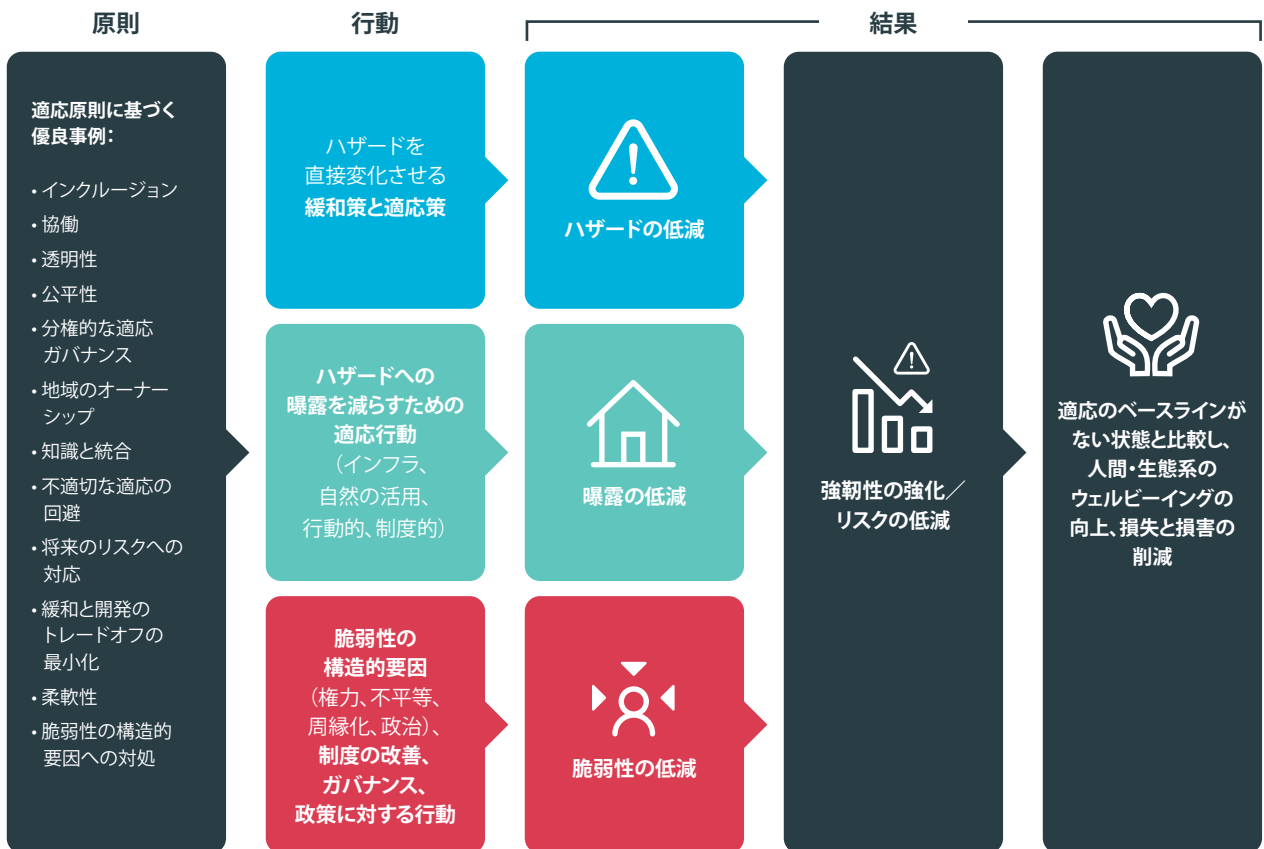 原則
行動
結果
適応原則に基づく
優良事例：
・インクルージョン
・協働
・透明性
・公平性
・分権的な適応
ガバナンス
・地域のオーナー
シップ
・知識と統合
・不適切な適応の
回避
・将来のリスクへの
対応
・緩和と開発の
トレードオフの
最小化
・柔軟性
・脆弱性の構造的
要因への対処
ハザードを
直接変化させる
緩和策と適応策
ハザードの低減
ハザードへの
曝露を減らすための
適応行動
（インフラ、
自然の活用、
行動的、制度的）
曝露の低減
脆弱性の
構造的要因
（権力、不平等、
周縁化、政治）、
制度の改善、
ガバナンス、
政策に対する行動
脆弱性の低減
強靭性の強化／
リスクの低減
適応のベースラインが
ない状態と比較し、
人間・生態系の
ウェルビーイングの
向上、損失と損害の
削減